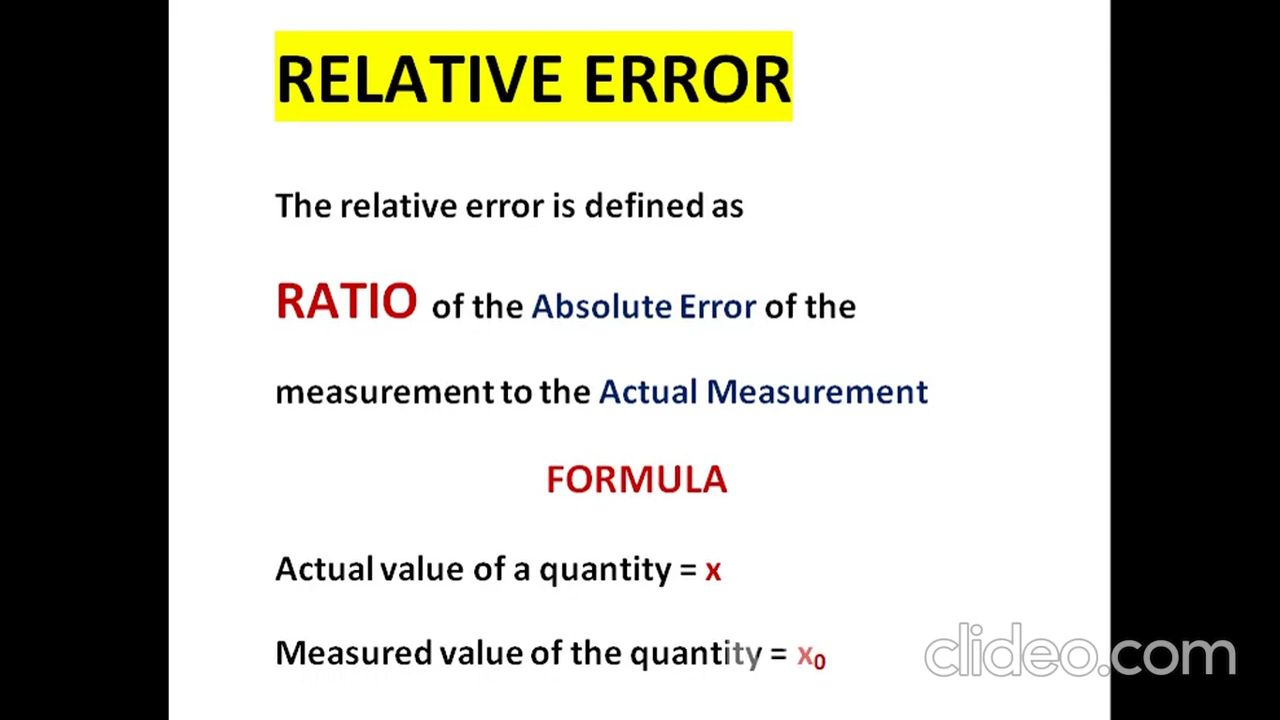 RELATIVE ERROR
The relative error is defined as
RATIO of the Absolute Error of the
measurement to the Actual Measurement
FORMULA
Actual value of a quantity = x
Measured value of the quantity = x₀
clideo.com